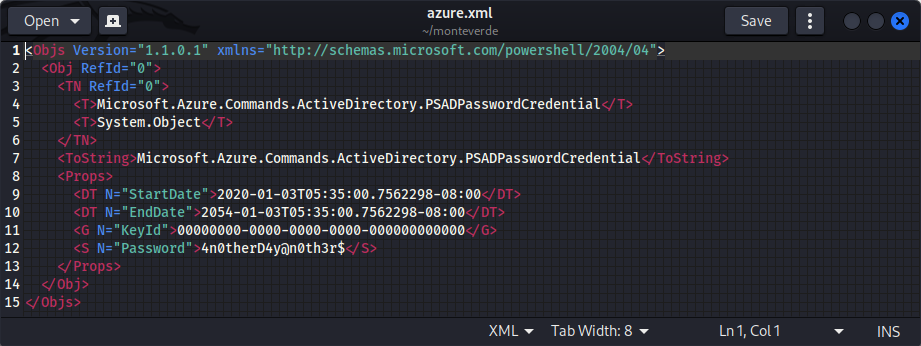 Open
azure.xml
~/monteverde
Save
1 <Objs Version="1.1.0.1" xmlns="http://schemas.microsoft.com/powershell/2004/04">
2   <Obj RefId="0">
3     <TN RefId="0">
4       <T>Microsoft.Azure.Commands.ActiveDirectory.PSADPasswordCredential</T>
5       <T>System.Object</T>
6     </TN>
7     <ToString>Microsoft.Azure.Commands.ActiveDirectory.PSADPasswordCredential</ToString>
8     <Props>
9       <DT N="StartDate">2020-01-03T05:35:00.7562298-08:00</DT>
10       <DT N="EndDate">2054-01-03T05:35:00.7562298-08:00</DT>
11       <G N="KeyId">00000000-0000-0000-0000-000000000000</G>
12       <S N="Password">4n0therD4y@n0th3r$</S>
13     </Props>
14   </Obj>
15 </Objs>
XML Tab Width: 8 Ln 1, Col 1 INS